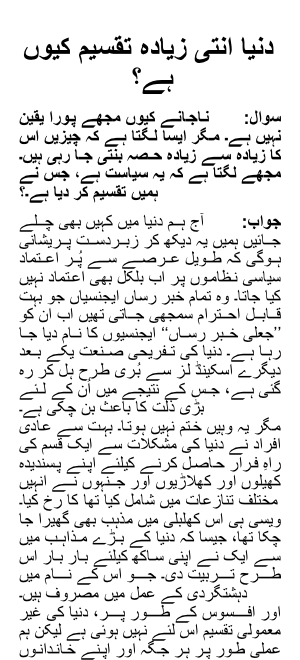 دنیا انتی زیادہ تقسیم کیوں
ہے؟
سوال: ناجانے کیوں مجھے پورا یقین
نہیں ہے۔ مگر ایسا لگتا ہے کہ چیزیں اس
کا زیادہ سے زیادہ حصہ بنتی جا رہی ہیں۔
مجھے لگتا ہے کہ یہ سیاست ہے، جس نے
ہمیں تقسیم کر دیا ہے۔؟
جواب: آج ہم دنیا میں کہیں بھی چلے
جائیں ہمیں یہ دیکھ کر زبردست پریشانی
ہوگی کہ طویل عرصے سے پُر اعتماد
سیاسی نظاموں پر اب بلکل بھی اعتماد نہیں
کیا جاتا۔ وہ تمام خبر رساں ایجنسیاں جو بہت
قابل احترام سمجھی جاتی تھیں اب ان کو
’’جعلی خبر رساں‘‘ ایجنسیوں کا نام دیا جا
رہا ہے۔ دنیا کی تفریحی صنعت یکے بعد
دیگرے اسکینڈ لز سے بُری طرح ہل کر رہ
گئی ہے، جس کے نتیجے میں اُن کے لئے
بڑی ذلت کا باعث بن چکی ہے۔
مگر یہ وہیں ختم نہیں ہوتا۔ بہت سے عادی
افراد نے دنیا کی مشکلات سے ایک قسم کی
راہِ فرار حاصل کرنے کیلئے اپنے پسندیدہ
کھیلوں اور کھلاڑیوں اور جنہوں نے انہیں
مختلف تنازعات میں شامل کیا تھا کا رخ کیا۔
ویسی ہی اس کھلبلی میں مذہب بھی گھیرا جا
چکا تھا، جیسا کہ دنیا کے بڑے مذاہب میں
سے ایک نے اپنی ساکھ کیلئے بار بار اس
طرح تربیت دی۔ جو اس کے نام میں
دہشتگردی کے عمل میں مصروف ہیں۔
اور افسوس کے طور پر، دنیا کی غیر
معمولی تقسیم اس لئے نہیں ہوئی ہے لیکن ہم
عملی طور پر ہر جگہ اور اپنے خاندانوں